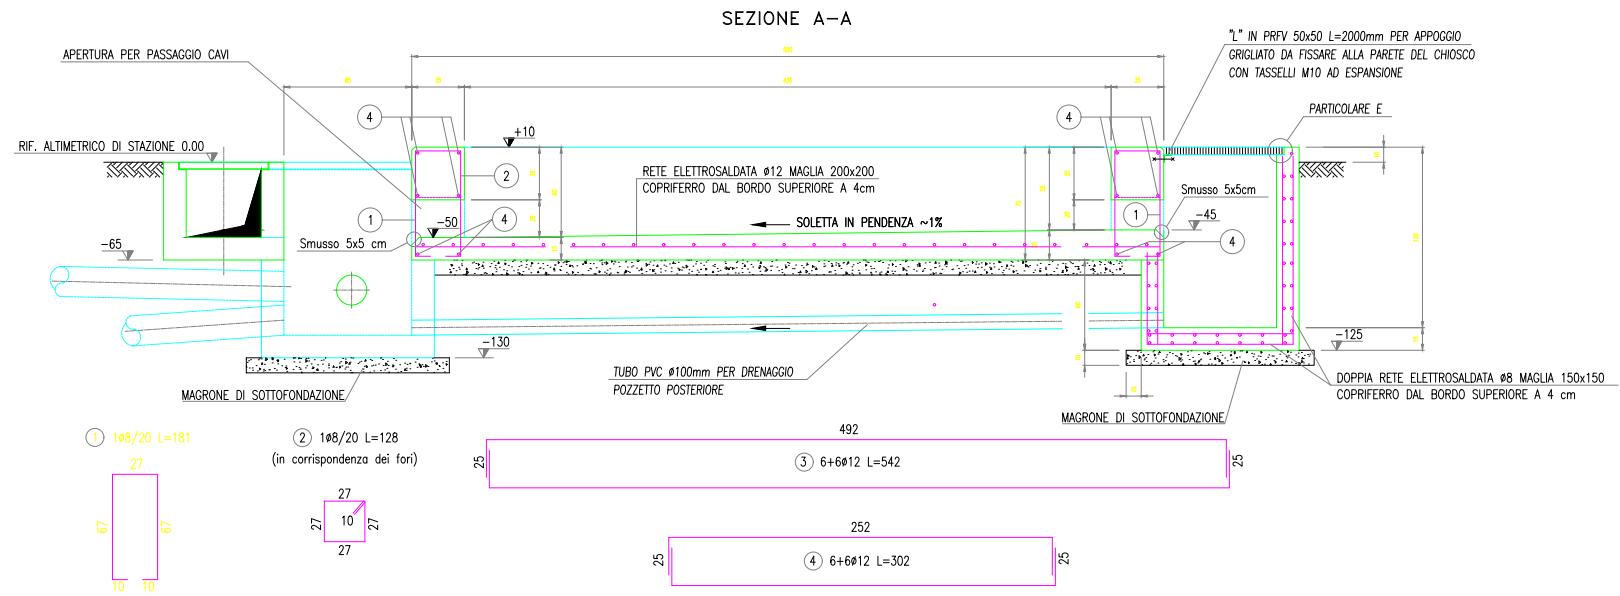 SEZIONE A-A
"L" IN PRFV 50x50 L=2000mm PER APPOGGIO
GRIGLIATO DA FISSARE ALLA PARETE DEL CHIOSCO
CON TASSELLI M10 AD ESPANSIONE
APERTURA PER PASSAGGIO CAVI
PARTICOLARE E
4
4
+10
RIF. ALTIMETRICO DI STAZIONE 0.00
RETE ELETTROSALDATA ø12 MAGLIA 200x200
COPRIFERRO DAL BORDO SUPERIORE A 4cm
2
Smusso 5x5cm
1
4
1
-50
SOLETTA IN PENDENZA ~1%
-45
4
Smusso 5x5 cm
-65
-130
-125
TUBO PVC ø100mm PER DRENAGGIO
POZZETTO POSTERIORE
DOPPIA RETE ELETTROSALDATA ø8 MAGLIA 150x150
COPRIFERRO DAL BORDO SUPERIORE A 4 cm
MAGRONE DI SOTTOFONDAZIONE
MAGRONE DI SOTTOFONDAZIONE
1 1ø8/20 L=181
27
67
67
10 10
2 1ø8/20 L=128
(in corrispondenza dei fori)
27
27
10
27
27
492
25
3 6+6ø12 L=542
25
252
25
4 6+6ø12 L=302
25